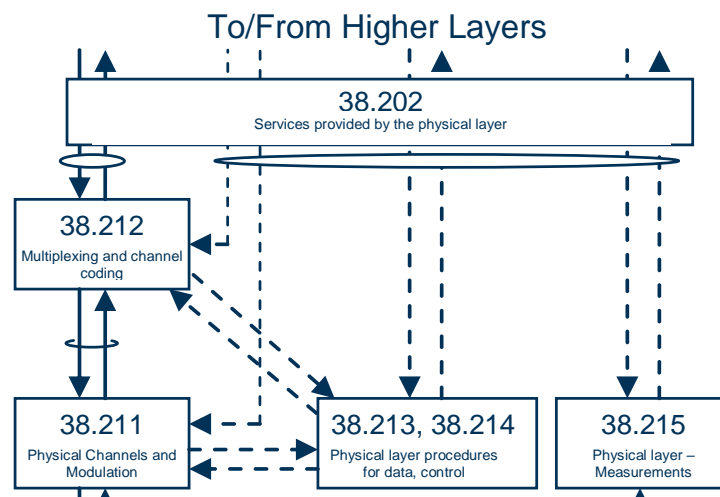 To/From Higher Layers
38.202
Services provided by the physical layer
38.212
Multiplexing and channel
coding
38.211
Physical Channels and
Modulation
38.213, 38.214
Physical layer procedures
for data, control
38.215
Physical layer –
Measurements